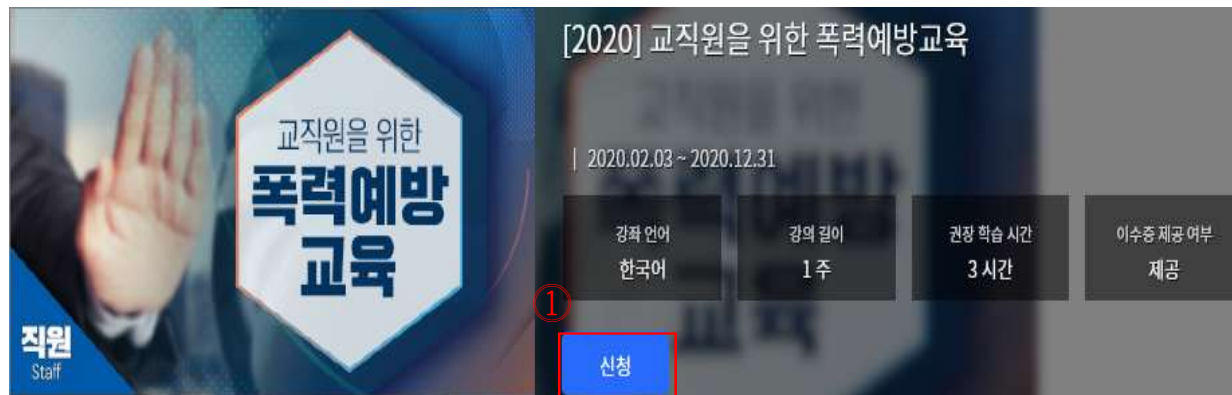 교직원을 위한
폭력예방
교육
직원
Staff
[2020] 교직원을 위한 폭력예방교육
| 2020.02.03 ~ 2020.12.31
강좌 언어
한국어
강의 길이
1 주
권장 학습 시간
3 시간
이수증 제공 여부
제공
①
신청